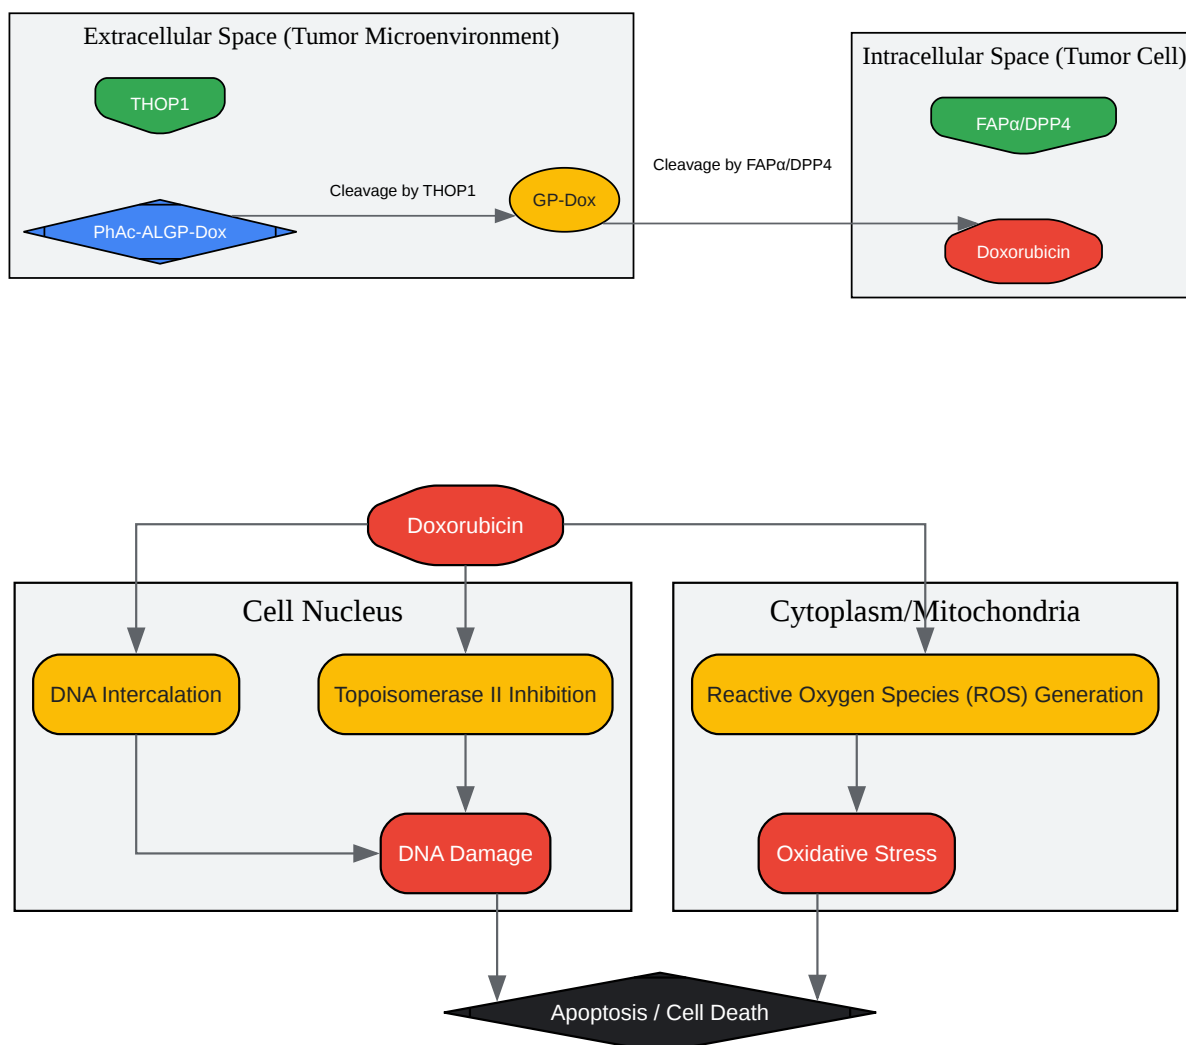 Extracellular Space (Tumor Microenvironment)
Intracellular Space (Tumor Cell)
THOP1
FAPα/DPP4
Cleavage by THOP1
Cleavage by FAPα/DPP4
PhAc-ALGP-Dox
GP-Dox
Doxorubicin
Doxorubicin
Cell Nucleus
Cytoplasm/Mitochondria
DNA Intercalation
Topoisomerase II Inhibition
Reactive Oxygen Species (ROS) Generation
DNA Damage
Oxidative Stress
Apoptosis / Cell Death